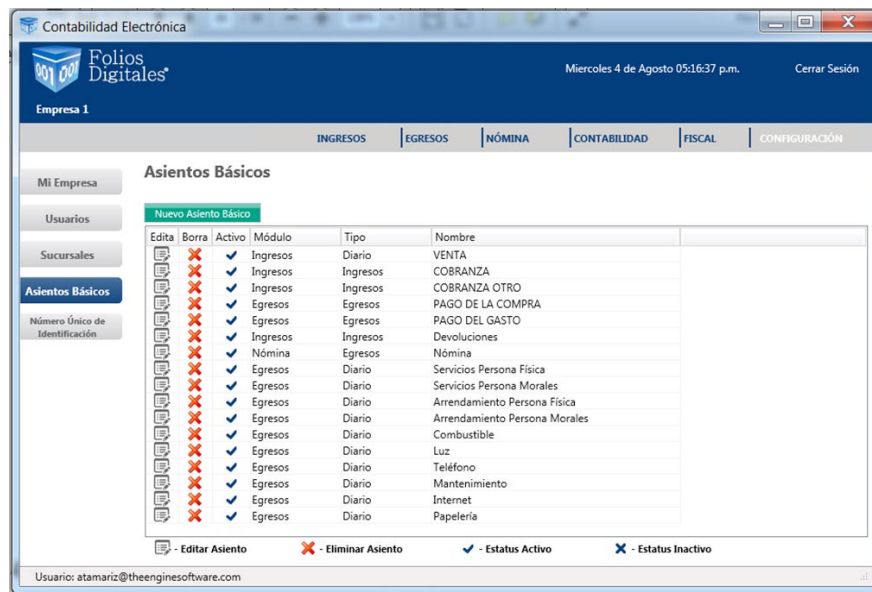 Contabilidad Electrónica
001 001 Folios Digitales®
Miercoles 4 de Agosto 05:16:37 p.m. Cerrar Sesión
Empresa 1
INGRESOS EGRESOS NÓMINA CONTABILIDAD FISCAL CONFIGURACIÓN
Mi Empresa
Usuarios
Sucursales
Asientos Básicos
Número Único de
Identificación
Asientos Básicos
Nuevo Asiento Básico
Edita Borra Activo Módulo Tipo Nombre
Ingresos Diario VENTA
Ingresos Ingresos COBRANZA
Ingresos Ingresos COBRANZA OTRO
Egresos Egresos PAGO DE LA COMPRA
Egresos Egresos PAGO DEL GASTO
Ingresos Ingresos Devoluciones
Nómina Egresos Nómina
Egresos Diario Servicios Persona Física
Egresos Diario Servicios Persona Morales
Egresos Diario Arrendamiento Persona Física
Egresos Diario Arrendamiento Persona Morales
Egresos Diario Combustible
Egresos Diario Luz
Egresos Diario Teléfono
Egresos Diario Mantenimiento
Egresos Diario Internet
Egresos Diario Papelería
- Editar Asiento - Eliminar Asiento - Estatus Activo - Estatus Inactivo
Usuario: atamariz@theenginesoftware.com